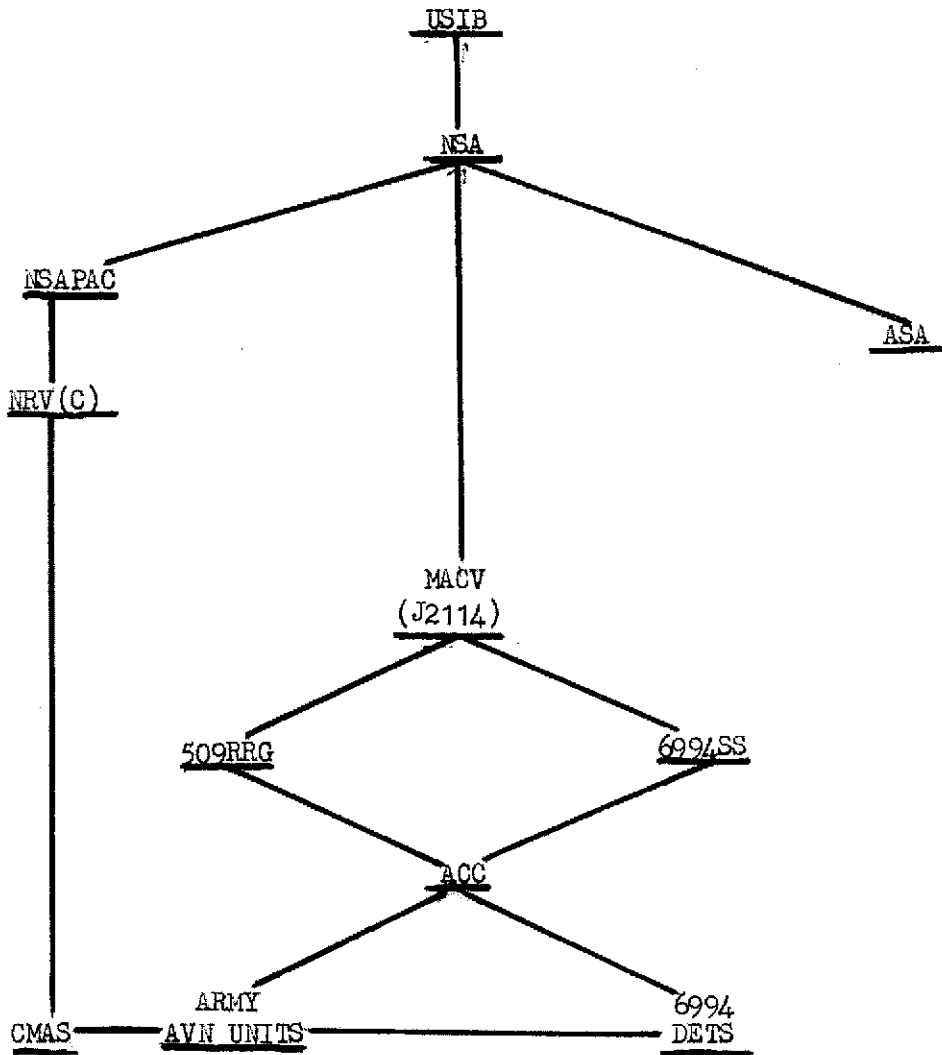 USIB
NSA
NSAPAC
ASA
NRV(C)
MACV
(J2114)
509RRG
6994SS
ACC
ARMY
AVN UNITS
6994
DETS
CMAS